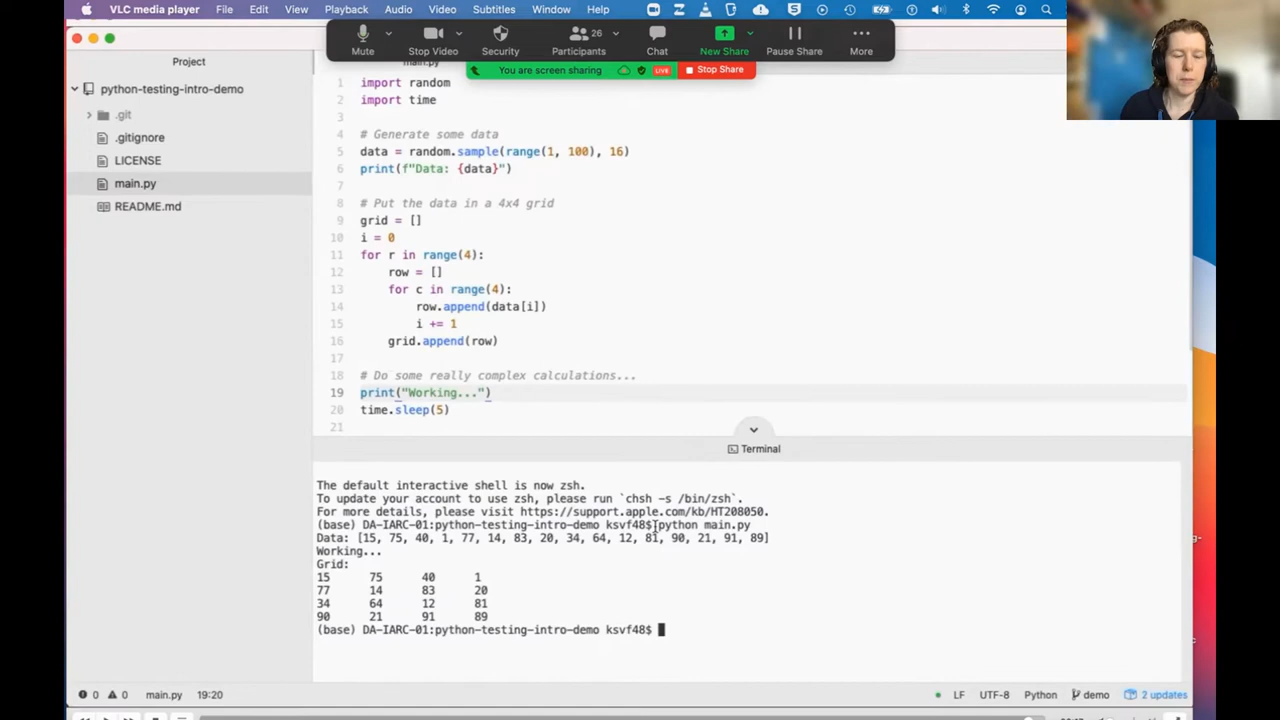 VLC media player File Edit View Playback Audio Video Subtitles Window Help
Mute Stop Video Security Participants 26 Chat New Share Pause Share More
You are screen sharing LIVE Stop Share
Project
python-testing-intro-demo
.git
.gitignore
LICENSE
main.py
README.md
main.py
1 import random
2 import time
3
4 # Generate some data
5 data = random.sample(range(1, 100), 16)
6 print(f"Data: {data}")
7
8 # Put the data in a 4x4 grid
9 grid = []
10 i = 0
11 for r in range(4):
12 row = []
13 for c in range(4):
14 row.append(data[i])
15 i += 1
16 grid.append(row)
17
18 # Do some really complex calculations...
19 print("Working...")
20 time.sleep(5)
21
Terminal
The default interactive shell is now zsh.
To update your account to use zsh, please run `chsh -s /bin/zsh`.
For more details, please visit https://support.apple.com/kb/HT208050.
(base) DA-IARC-01:python-testing-intro-demo ksvf48$ python main.py
Data: [15, 75, 40, 1, 77, 14, 83, 20, 34, 64, 12, 81, 90, 21, 91, 89]
Working...
Grid:
15 75 40 1
77 14 83 20
34 64 12 81
90 21 91 89
(base) DA-IARC-01:python-testing-intro-demo ksvf48$
0 0 main.py 19:20 LF UTF-8 Python demo 2 updates